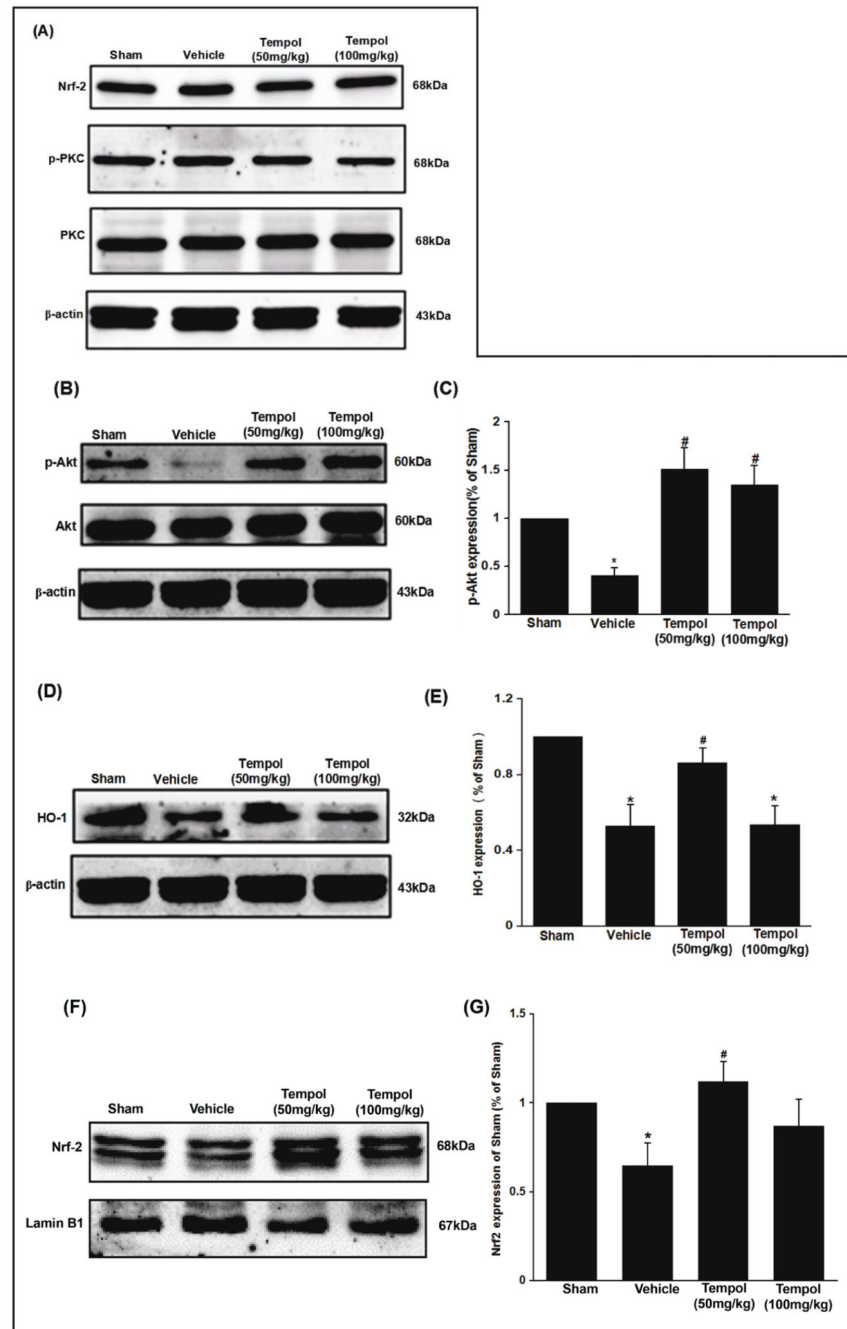 (A)
Sham Vehicle Tempol (50mg/kg) Tempol (100mg/kg)
Nrf-2 68kDa
p-PKC 68kDa
PKC 68kDa
β-actin 43kDa
(B)
Sham Vehicle Tempol (50mg/kg) Tempol (100mg/kg)
p-Akt 60kDa
Akt 60kDa
β-actin 43kDa
(C)
p-Akt expression(% of Sham)
2
1.5
1
0.5
0
#
#
*
Sham Vehicle Tempol (50mg/kg) Tempol (100mg/kg)
(D)
Sham Vehicle Tempol (50mg/kg) Tempol (100mg/kg)
HO-1 32kDa
β-actin 43kDa
(E)
HO-1 expression ( % of Sham )
1.2
0.8
0.4
0
*
#
*
Sham Vehicle Tempol (50mg/kg) Tempol (100mg/kg)
(F)
Sham Vehicle Tempol (50mg/kg) Tempol (100mg/kg)
Nrf-2 68kDa
Lamin B1 67kDa
(G)
Nrf2 expression of Sham (% of Sham)
1.5
1
0.5
0
*
#
Sham Vehicle Tempol (50mg/kg) Tempol (100mg/kg)